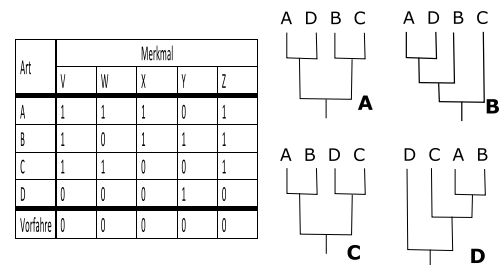 Art Merkmal
V W X Y Z
A 1 1 1 0 1
B 1 0 1 1 1
C 1 1 0 0 1
D 0 0 0 1 0
Vorfahre 0 0 0 0 0
A D B C
A
A D B C
B
A B D C
C
D C A B
D